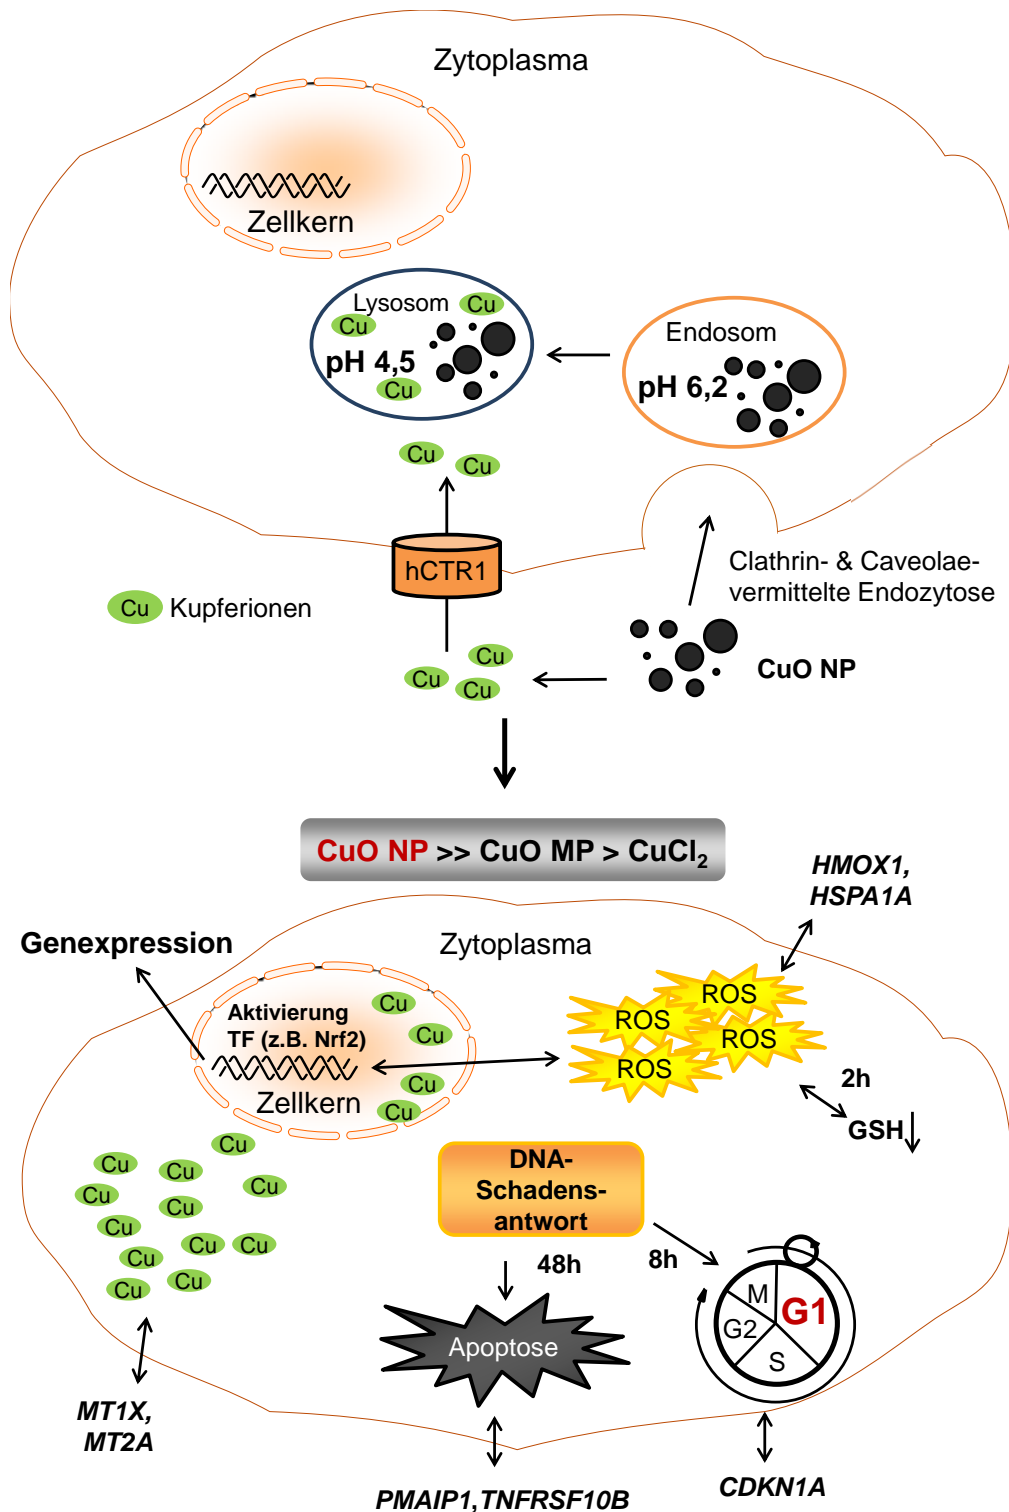 Zytoplasma
Zellkern
Lysosom
Cu
Cu
pH 4,5
Cu
Endosom
pH 6,2
Cu
Cu
hCTR1
Clathrin- & Caveolae-
vermittelte Endozytose
Cu Kupferionen
Cu
Cu
Cu
CuO NP
CuO NP >> CuO MP > CuCl₂
HMOX1,
HSPA1A
Genexpression
Zytoplasma
Aktivierung
TF (z.B. Nrf2)
Zellkern
Cu
Cu
Cu
Cu
ROS
ROS
ROS
ROS
2h
GSH
Cu
Cu
Cu
Cu
Cu
Cu
Cu
Cu
Cu
Cu
Cu
Cu
DNA-
Schadens-
antwort
48h
8h
Apoptose
M
G1
G2
S
MT1X,
MT2A
PMAIP1,TNFRSF10B
CDKN1A